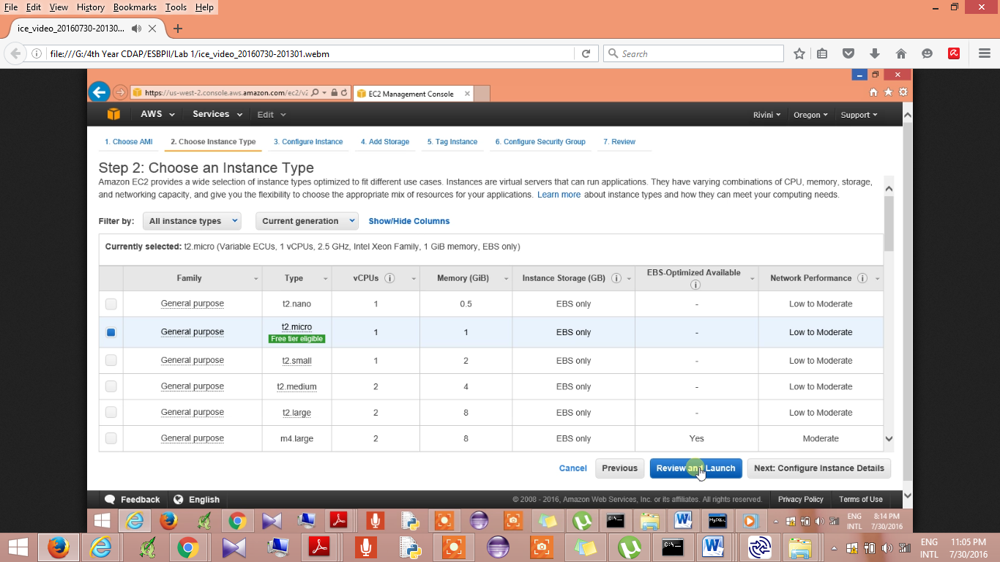 File Edit View History Bookmarks Tools Help
ice_video_20160730-20130...
file:///G:/4th Year CDAP/ESBPII/Lab 1/ice_video_20160730-201301.webm
Search
https://us-west-2.console.aws.amazon.com/ec2/v2
EC2 Management Console
AWS Services Edit Rivini Oregon Support
1. Choose AMI 2. Choose Instance Type 3. Configure Instance 4. Add Storage 5. Tag Instance 6. Configure Security Group 7. Review
Step 2: Choose an Instance Type
Amazon EC2 provides a wide selection of instance types optimized to fit different use cases. Instances are virtual servers that can run applications. They have varying combinations of CPU, memory, storage,
and networking capacity, and give you the flexibility to choose the appropriate mix of resources for your applications. Learn more about instance types and how they can meet your computing needs.
Filter by: All instance types Current generation Show/Hide Columns
Currently selected: t2.micro (Variable ECUs, 1 vCPUs, 2.5 GHz, Intel Xeon Family, 1 GiB memory, EBS only)
Family Type vCPUs Memory (GiB) Instance Storage (GB) EBS-Optimized Available Network Performance
General purpose t2.nano 1 0.5 EBS only - Low to Moderate
General purpose t2.micro 1 1 EBS only - Low to Moderate
Free tier eligible
General purpose t2.small 1 2 EBS only - Low to Moderate
General purpose t2.medium 2 4 EBS only - Low to Moderate
General purpose t2.large 2 8 EBS only - Low to Moderate
General purpose m4.large 2 8 EBS only Yes Moderate
Cancel Previous Review and Launch Next: Configure Instance Details
Feedback English © 2008 - 2016, Amazon Web Services, Inc. or its affiliates. All rights reserved. Privacy Policy Terms of Use
ENG 8:14 PM
INTL 7/30/2016
ENG 11:05 PM
INTL 7/30/2016